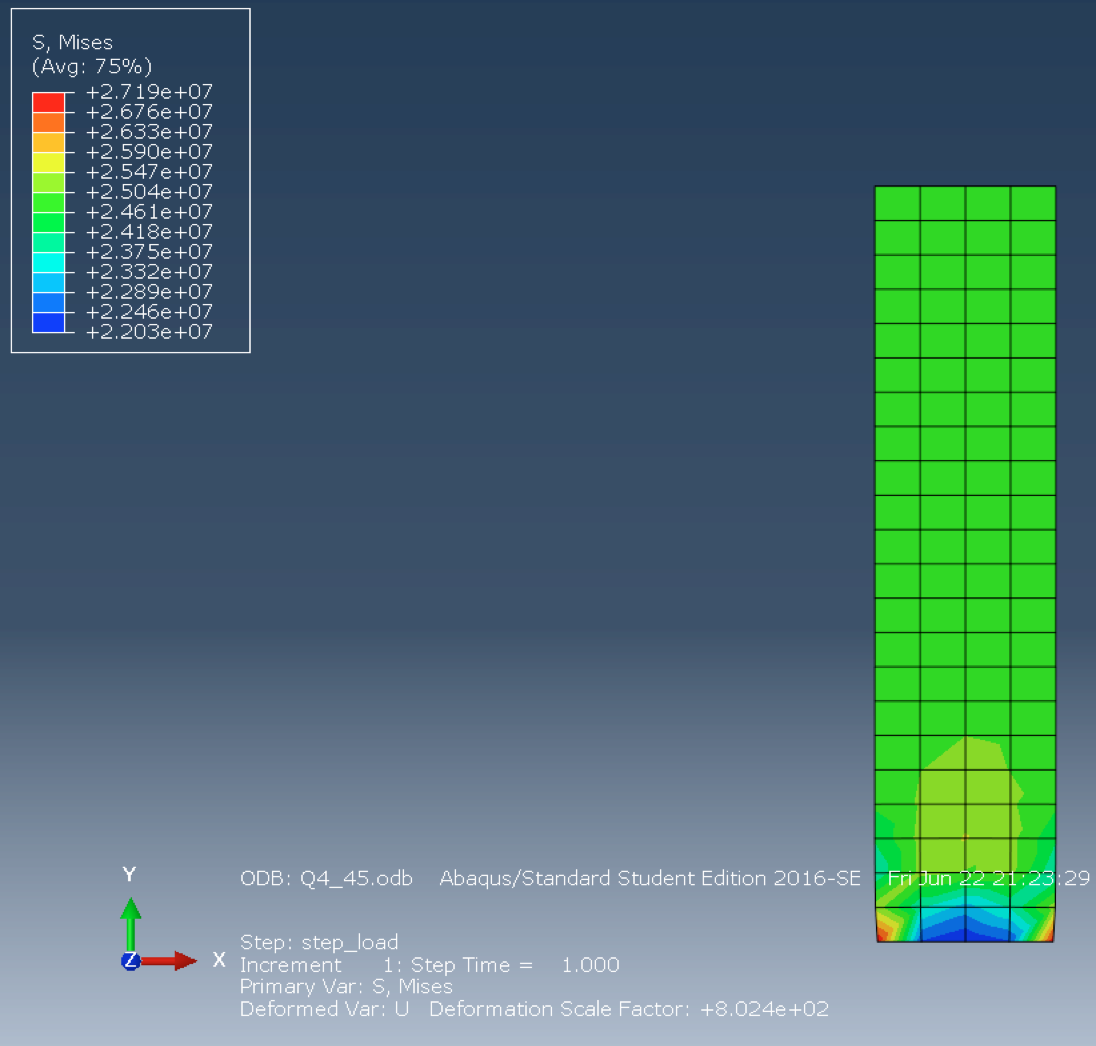 S, Mises
(Avg: 75%)
+2.719e+07
+2.676e+07
+2.633e+07
+2.590e+07
+2.547e+07
+2.504e+07
+2.461e+07
+2.418e+07
+2.375e+07
+2.332e+07
+2.289e+07
+2.246e+07
+2.203e+07
Y
Z
X
ODB: Q4_45.odb Abaqus/Standard Student Edition 2016-SE Fri Jun 22 21:23:29
Step: step_load
Increment 1: Step Time = 1.000
Primary Var: S, Mises
Deformed Var: U Deformation Scale Factor: +8.024e+02